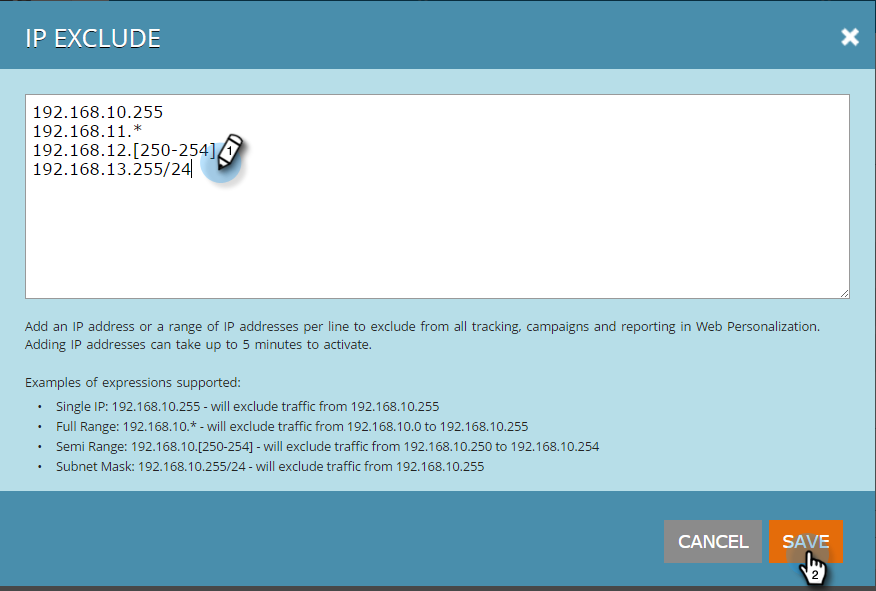 IP EXCLUDE
192.168.10.255
192.168.11.*
192.168.12.[250-254]
1
192.168.13.255/24
Add an IP address or a range of IP addresses per line to exclude from all tracking, campaigns and reporting in Web Personalization.
Adding IP addresses can take up to 5 minutes to activate.
Examples of expressions supported:
• Single IP: 192.168.10.255 - will exclude traffic from 192.168.10.255
• Full Range: 192.168.10.* - will exclude traffic from 192.168.10.0 to 192.168.10.255
• Semi Range: 192.168.10.[250-254] - will exclude traffic from 192.168.10.250 to 192.168.10.254
• Subnet Mask: 192.168.10.255/24 - will exclude traffic from 192.168.10.255
CANCEL
SAVE
2